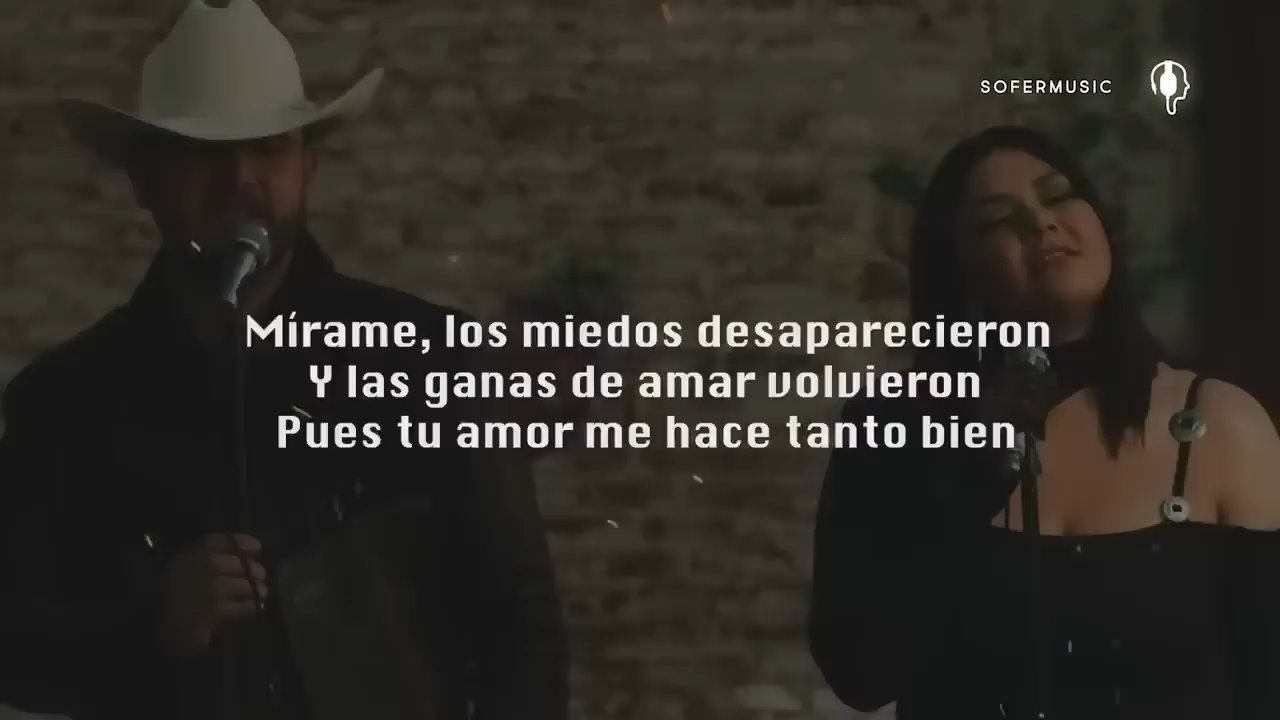 SOFERMUSIC
Mírame, los miedos desaparecieron
Y las ganas de amar volvieron
Pues tu amor me hace tanto bien